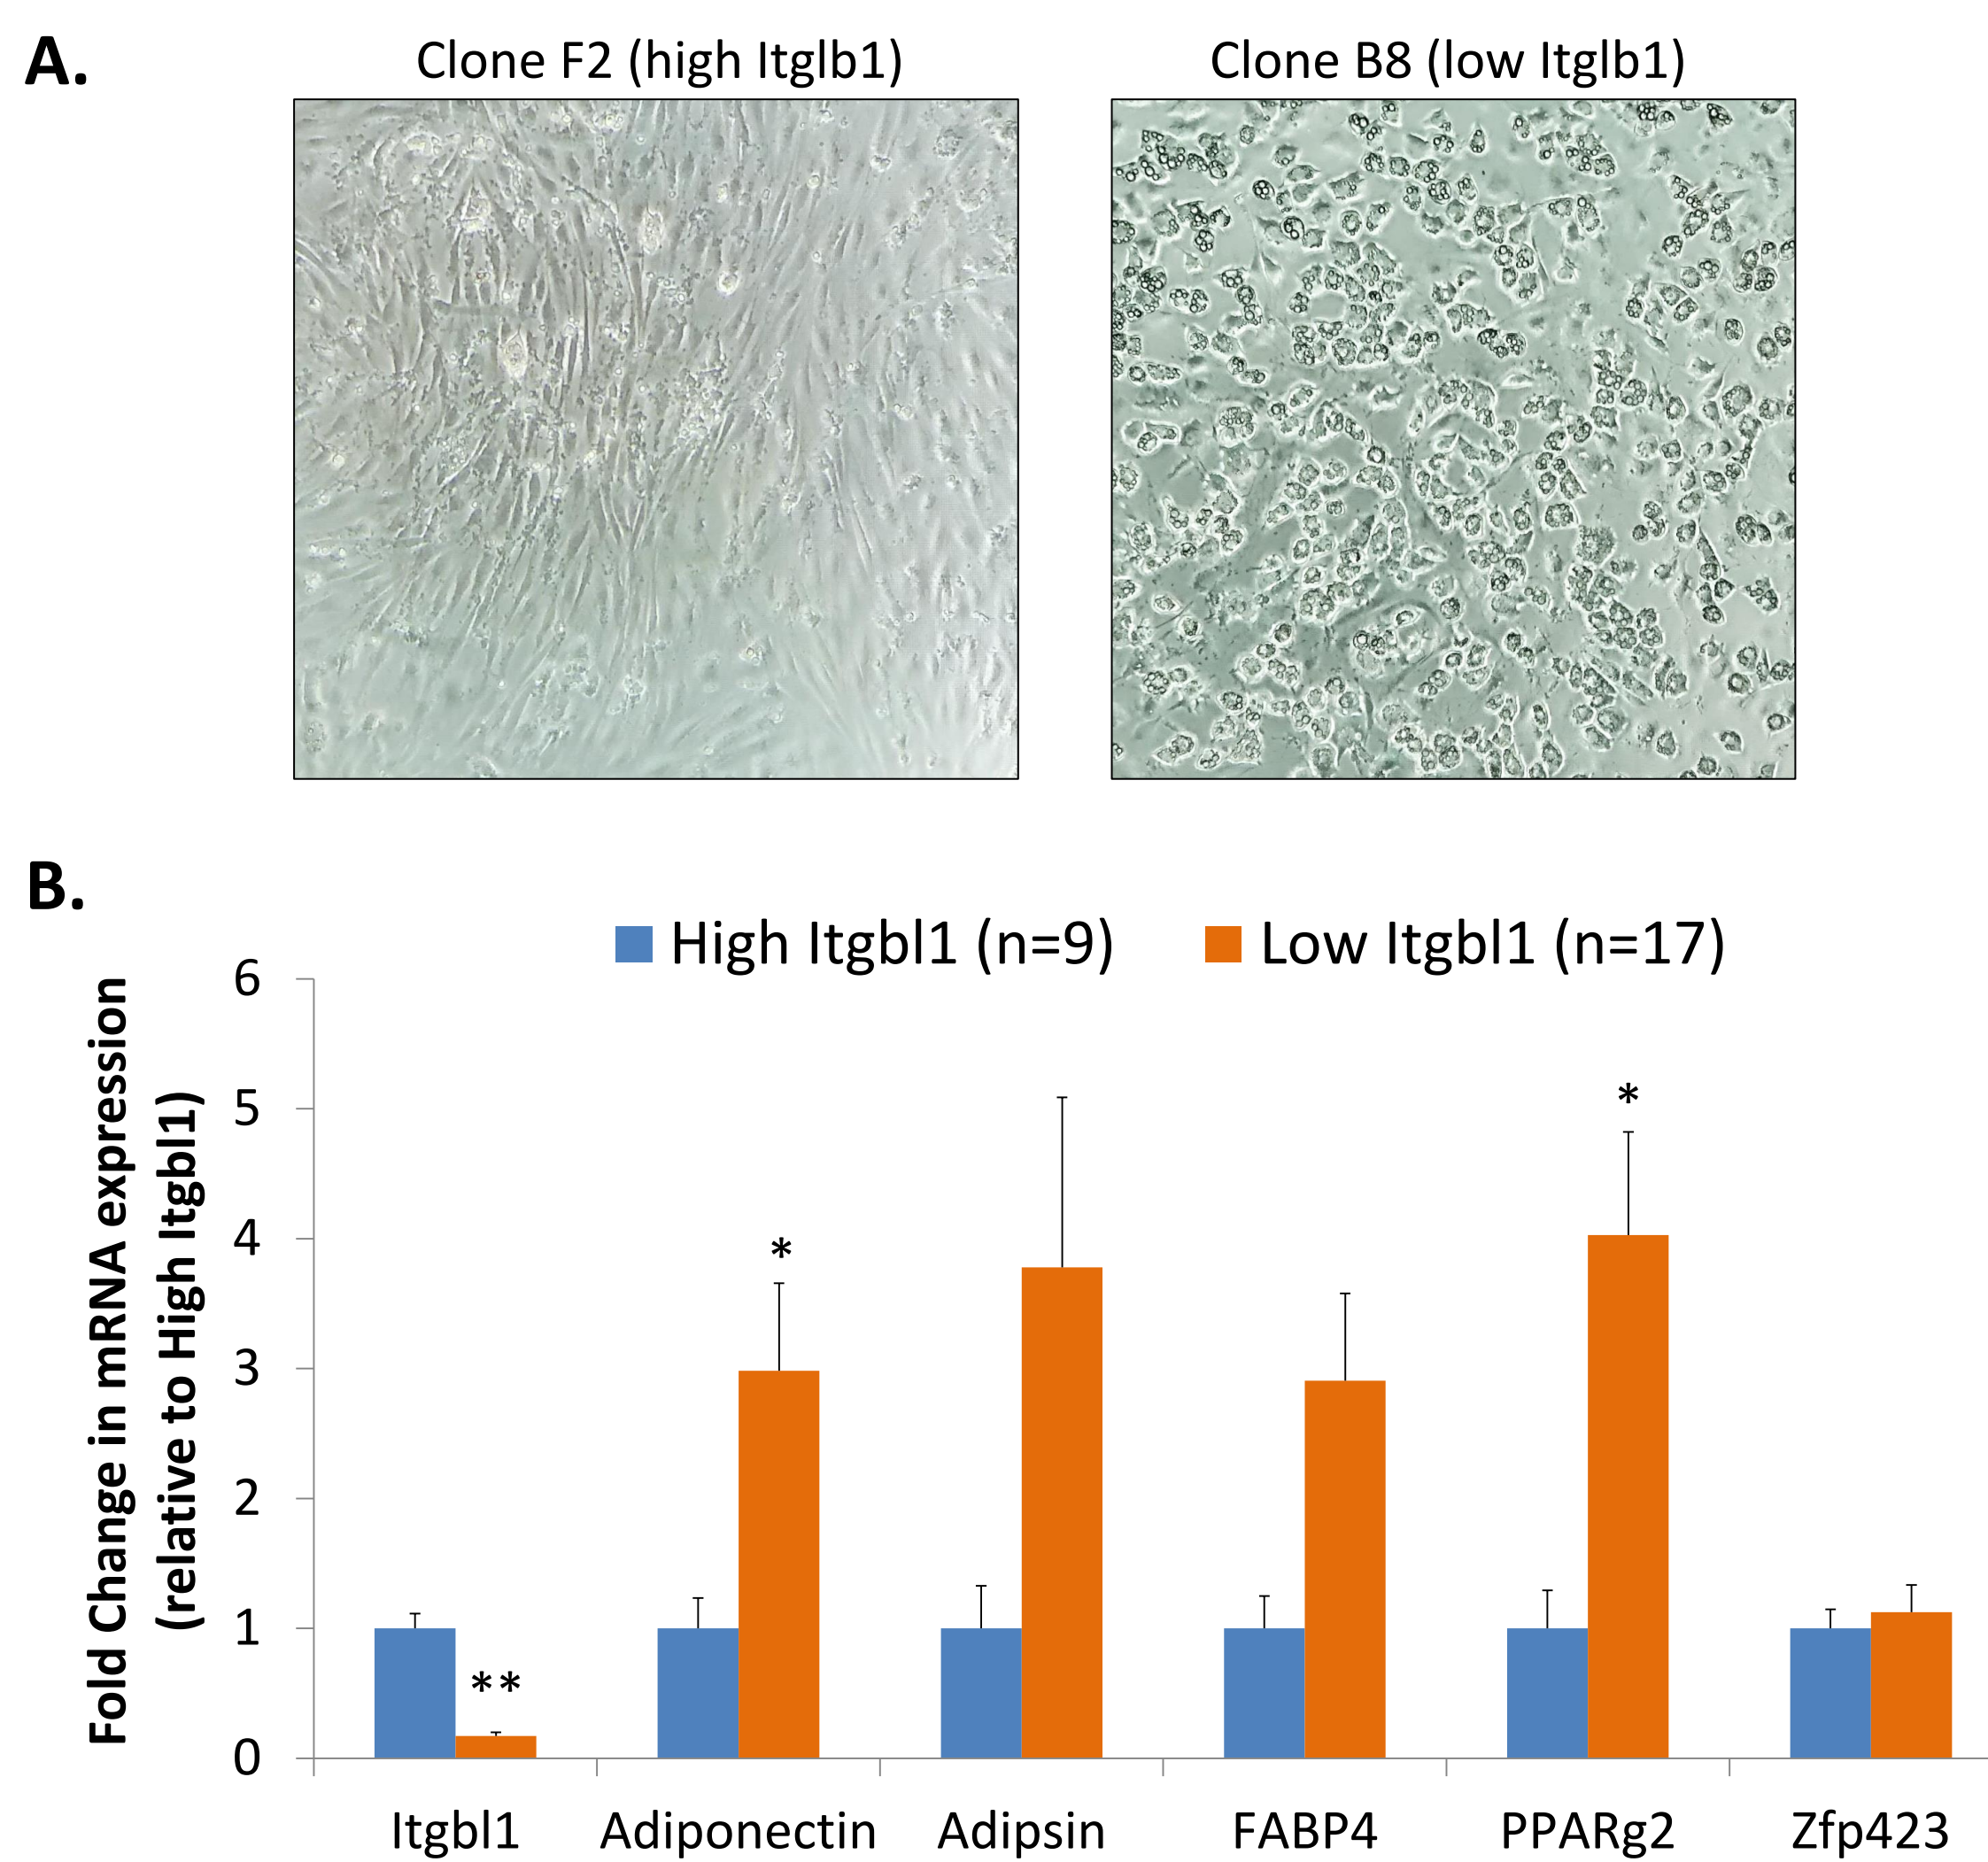 A.
Clone F2 (high Itglb1)
Clone B8 (low Itglb1)
B.
High Itgbl1 (n=9)
Low Itgbl1 (n=17)
Fold Change in mRNA expression
(relative to High Itgbl1)
6
5
4
3
2
1
0
*
*
**
Itgbl1
Adiponectin
Adipsin
FABP4
PPARg2
Zfp423